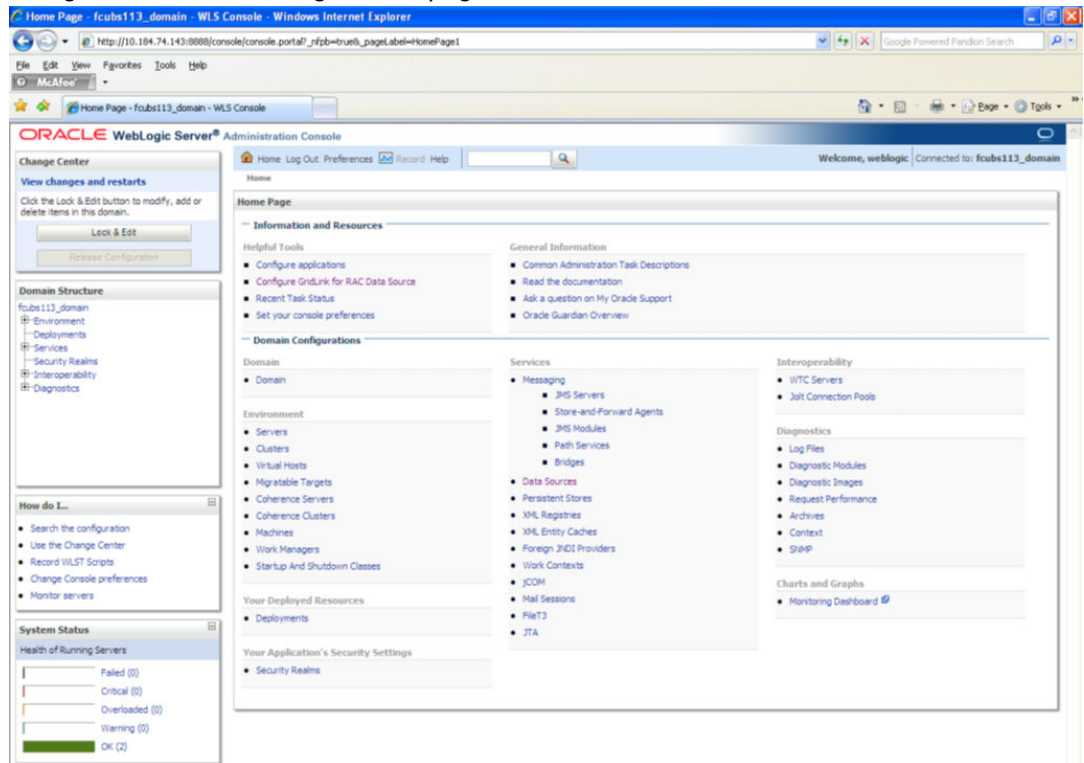 Home Page - fcubs113_domain - WLS Console - Windows Internet Explorer
http://10.184.74.143:8888/console/console.portal?_nfpb=true&_pageLabel=HomePage1
Google Powered Pandion Search
File Edit View Favorites Tools Help
McAfee
Home Page - fcubs113_domain - WLS Console
Page Tools
ORACLE WebLogic Server® Administration Console
Change Center
View changes and restarts
Click the Lock & Edit button to modify, add or
delete items in this domain.
Lock & Edit
Release Configuration
Domain Structure
fcubs113_domain
Environment
Deployments
Services
Security Realms
Interoperability
Diagnostics
How do I...
Search the configuration
Use the Change Center
Record WLST Scripts
Change Console preferences
Monitor servers
System Status
Health of Running Servers
Failed (0)
Critical (0)
Overloaded (0)
Warning (0)
OK (2)
Home Log Out Preferences Record Help
Welcome, weblogic Connected to: fcubs113_domain
Home
Home Page
Information and Resources
Helpful Tools
Configure applications
Configure GridLink for RAC Data Source
Recent Task Status
Set your console preferences
General Information
Common Administration Task Descriptions
Read the documentation
Ask a question on My Oracle Support
Oracle Guardian Overview
Domain Configurations
Domain
Domain
Environment
Servers
Clusters
Virtual Hosts
Migratable Targets
Coherence Servers
Coherence Clusters
Machines
Work Managers
Startup And Shutdown Classes
Your Deployed Resources
Deployments
Your Application's Security Settings
Security Realms
Services
Messaging
JMS Servers
Store-and-Forward Agents
JMS Modules
Path Services
Bridges
Data Sources
Persistent Stores
XML Registries
XML Entity Caches
Foreign JNDI Providers
Work Contexts
jCOM
Mail Sessions
FileT3
JTA
Interoperability
WTC Servers
Jolt Connection Pools
Diagnostics
Log Files
Diagnostic Modules
Diagnostic Images
Request Performance
Archives
Context
SNMP
Charts and Graphs
Monitoring Dashboard